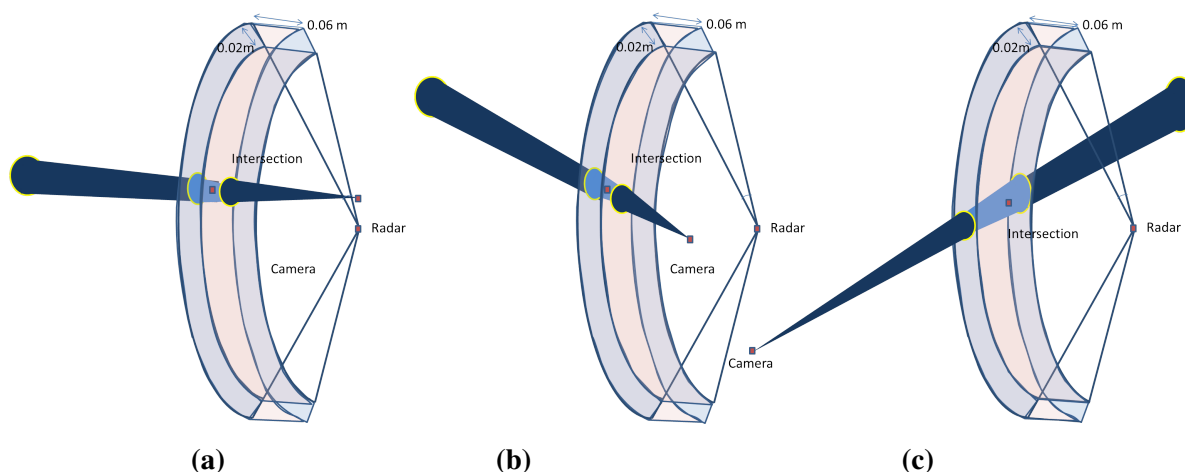 0.06 m
0.02m
Intersection
Radar
Camera
(a)
0.06 m
0.02m
Intersection
Radar
Camera
(b)
0.06 m
0.02m
Intersection
Radar
Camera
(c)